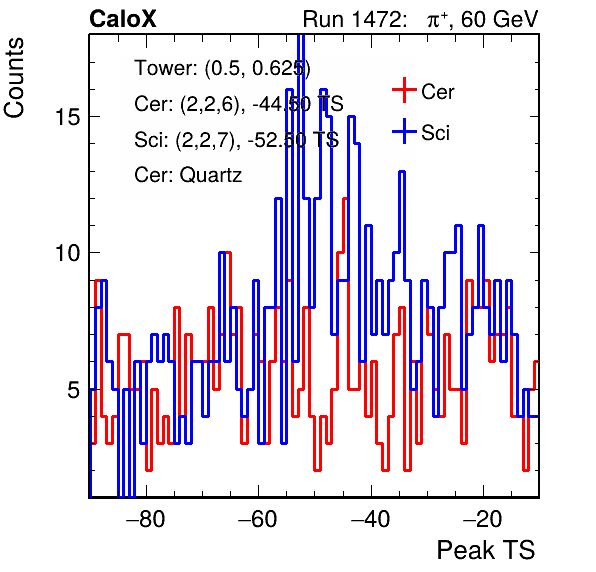 CaloX Run 1472: π⁺, 60 GeV
Counts
Tower: (0.5, 0.625)
Cer: (2,2,6), -44.50 TS
Sci: (2,2,7), -52.50 TS
Cer: Quartz
Cer
Sci
15
10
5
−80 −60 −40 −20
Peak TS